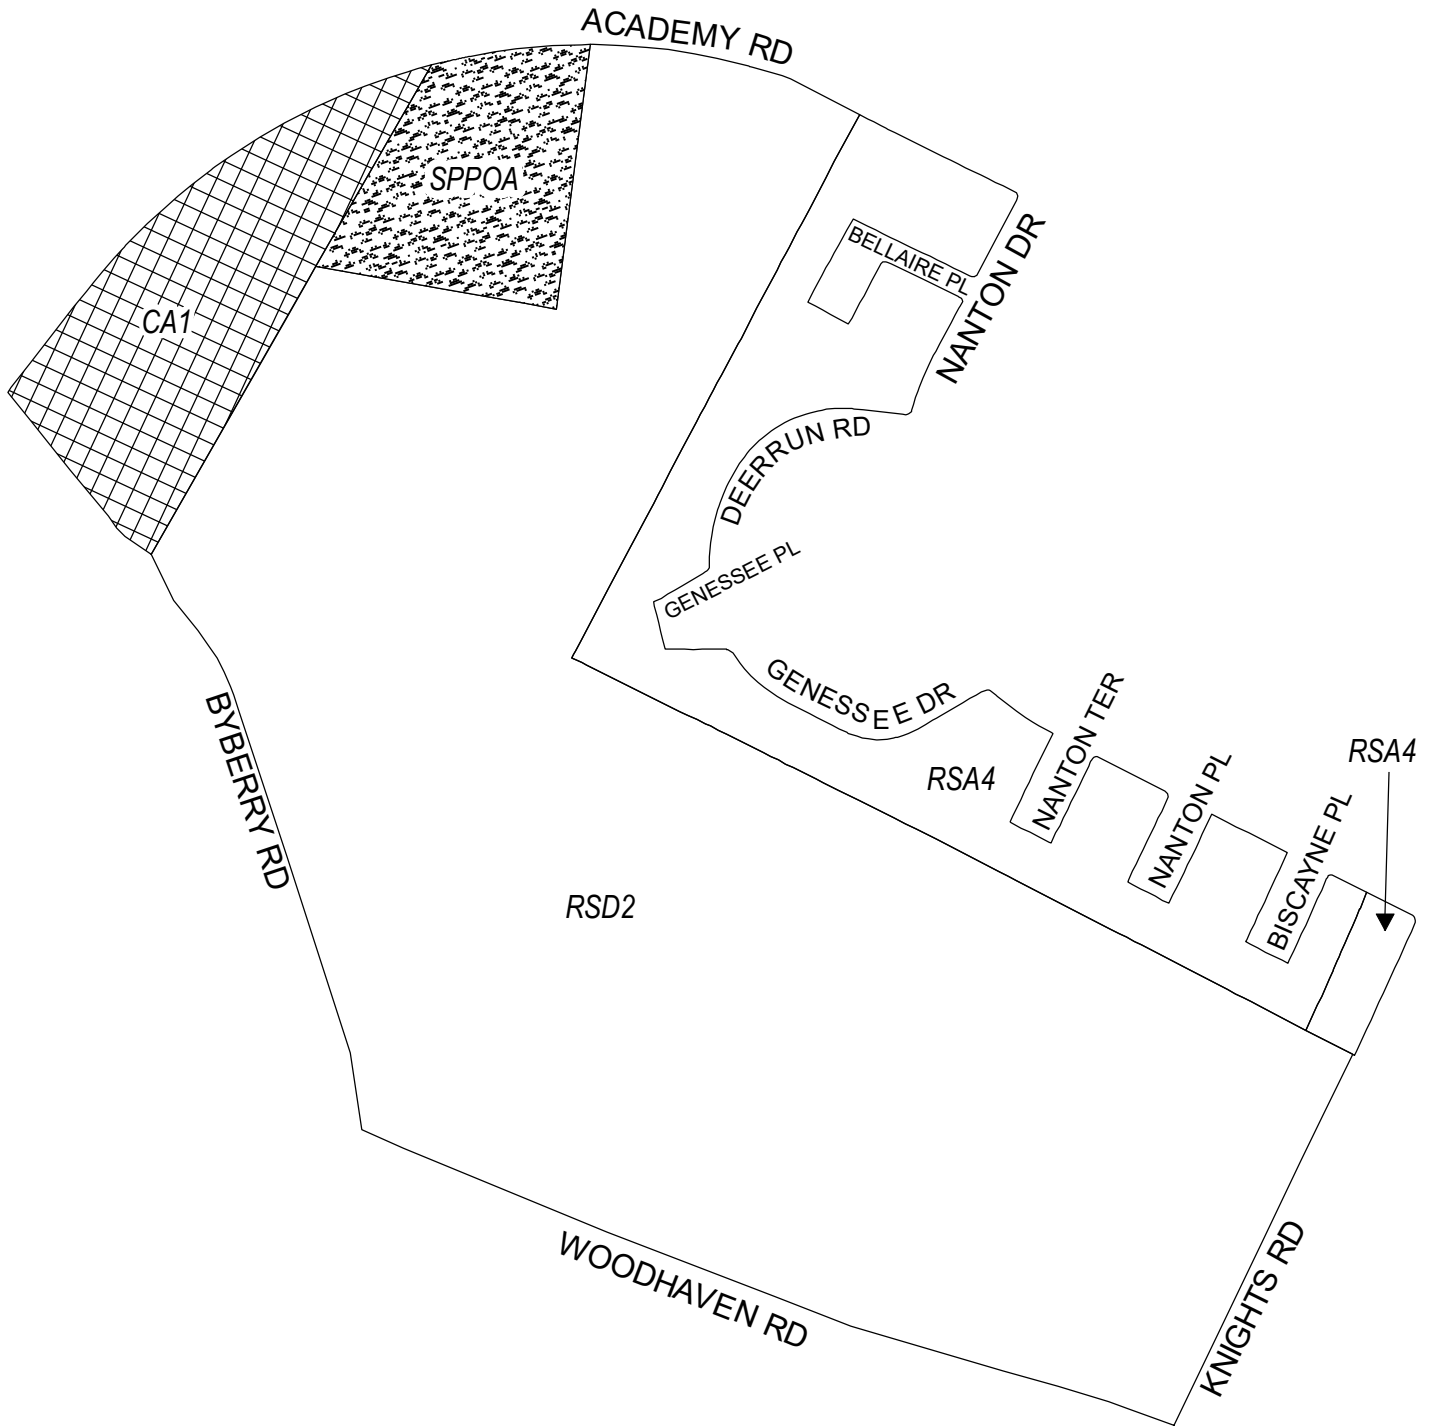 ACADEMY RD
SPPOA
BELLAIRE PL
NANTON DR
CA1
DEERRUN RD
GENESSEE PL
GENESSEE DR
NANTON TER
RSA4
RSA4
NANTON PL
BISCAYNE PL
BYBERRY RD
RSD2
WOODHAVEN RD
KNIGHTS RD